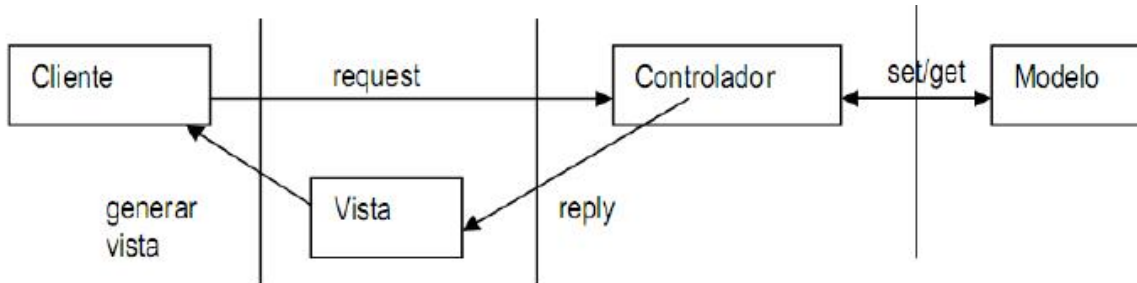 Cliente
request
Controlador
set/get
Modelo
generar
vista
Vista
reply